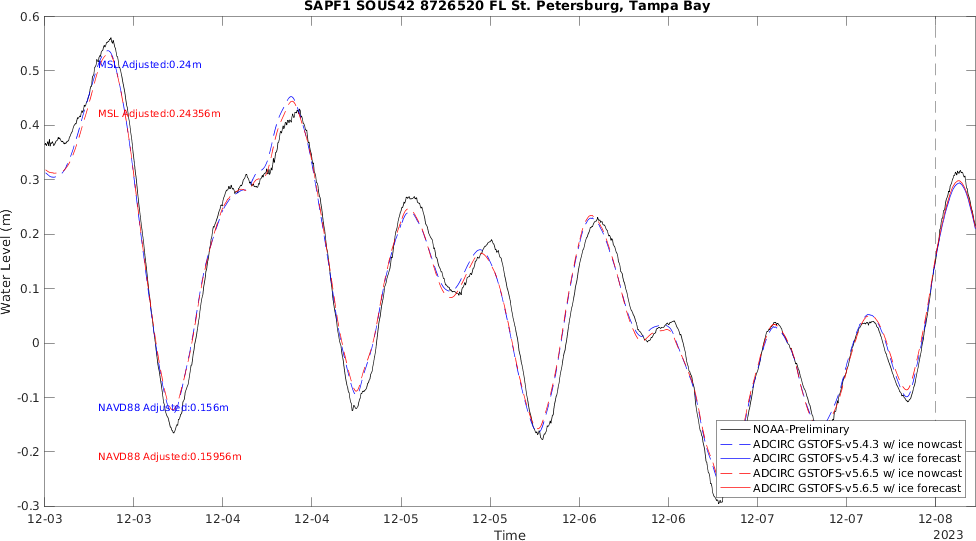 SAPF1 SOUS42 8726520 FL St. Petersburg, Tampa Bay
0.6
0.5
0.4
0.3
0.2
0.1
0
-0.1
-0.2
-0.3
Water Level (m)
MSL Adjusted:0.24m
MSL Adjusted:0.24356m
NAVD88 Adjusted:0.156m
NAVD88 Adjusted:0.15956m
NOAA-Preliminary
ADCIRC GSTOFS-v5.4.3 w/ ice nowcast
ADCIRC GSTOFS-v5.4.3 w/ ice forecast
ADCIRC GSTOFS-v5.6.5 w/ ice nowcast
ADCIRC GSTOFS-v5.6.5 w/ ice forecast
12-03 12-03 12-04 12-04 12-05 12-05 12-06 12-06 12-07 12-07 12-08
2023
Time